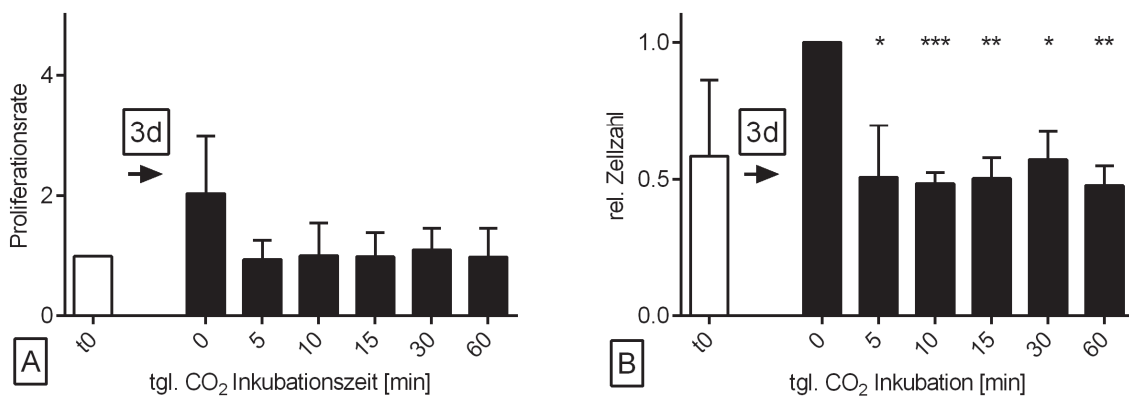 Proliferationsrate
4
2
0
3d
t0
0
5
10
15
30
60
tgl. CO₂ Inkubationszeit [min]
A
rel. Zellzahl
1.0
0.5
0.0
3d
*
***
**
*
**
t0
0
5
10
15
30
60
tgl. CO₂ Inkubation [min]
B